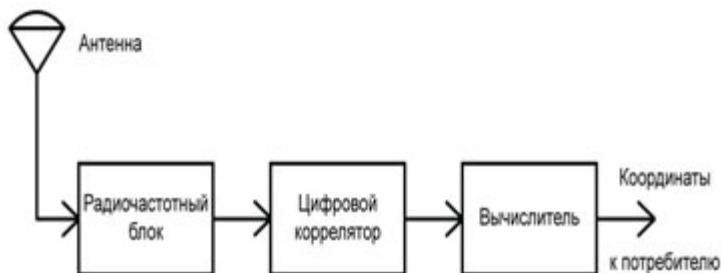 Антенна
Радиочастотный
блок
Цифровой
коррелятор
Вычислитель
Координаты
к потребителю